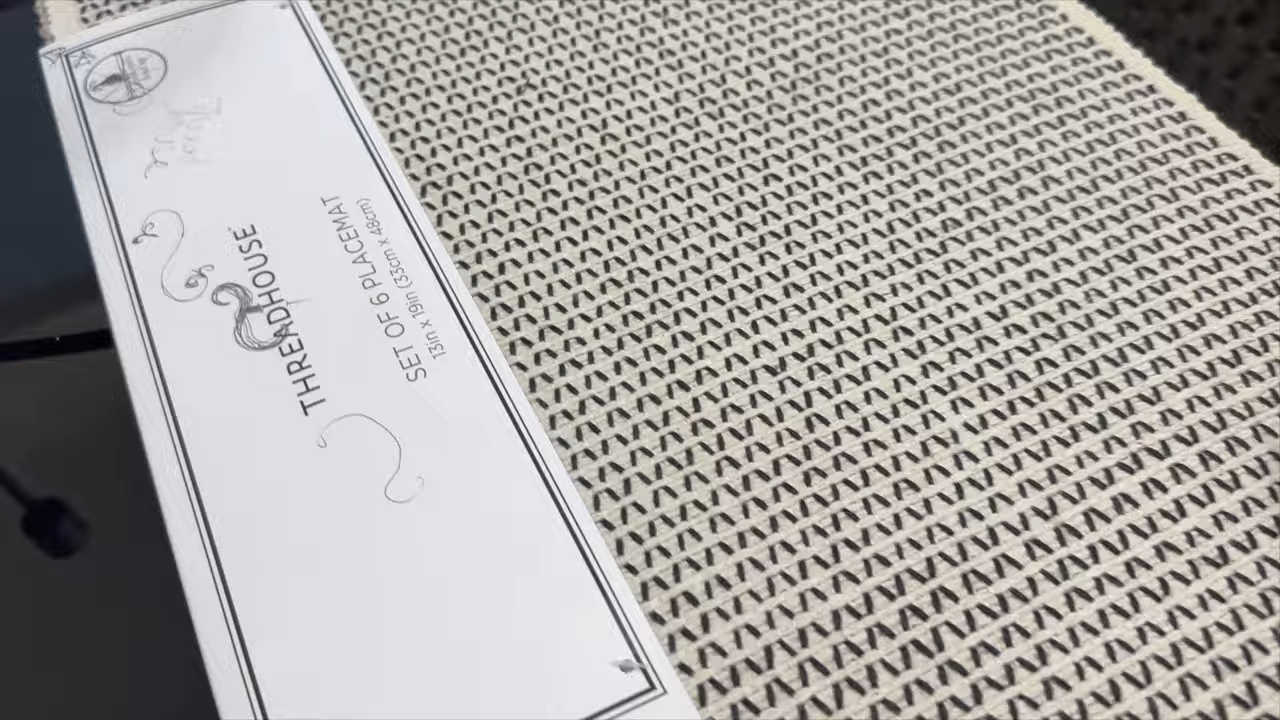 THREADHOUSE
SET OF 6 PLACEMAT
13in x 19in (33cm x 48cm)